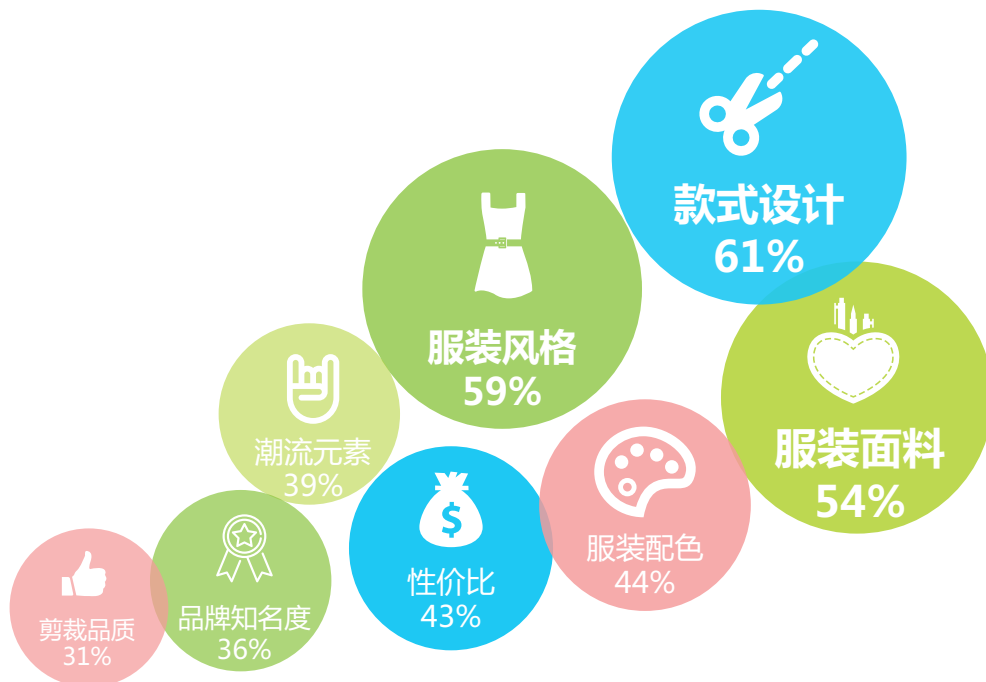 款式设计
61%
服装风格
59%
服装面料
54%
潮流元素
39%
服装配色
44%
性价比
43%
品牌知名度
36%
剪裁品质
31%